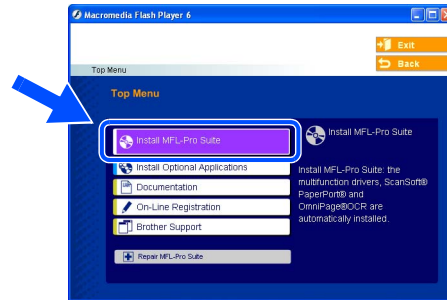 Macromedia Flash Player 6
Exit
Back
Top Menu
Top Menu
Install MFL-Pro Suite
Install Optional Applications
Documentation
On-Line Registration
Brother Support
Repair MFL-Pro Suite
Install MFL-Pro Suite
Install MFL-Pro Suite: the
multifunction drivers, ScanSoft®
PaperPort® and
OmniPage®OCR are
automatically installed.